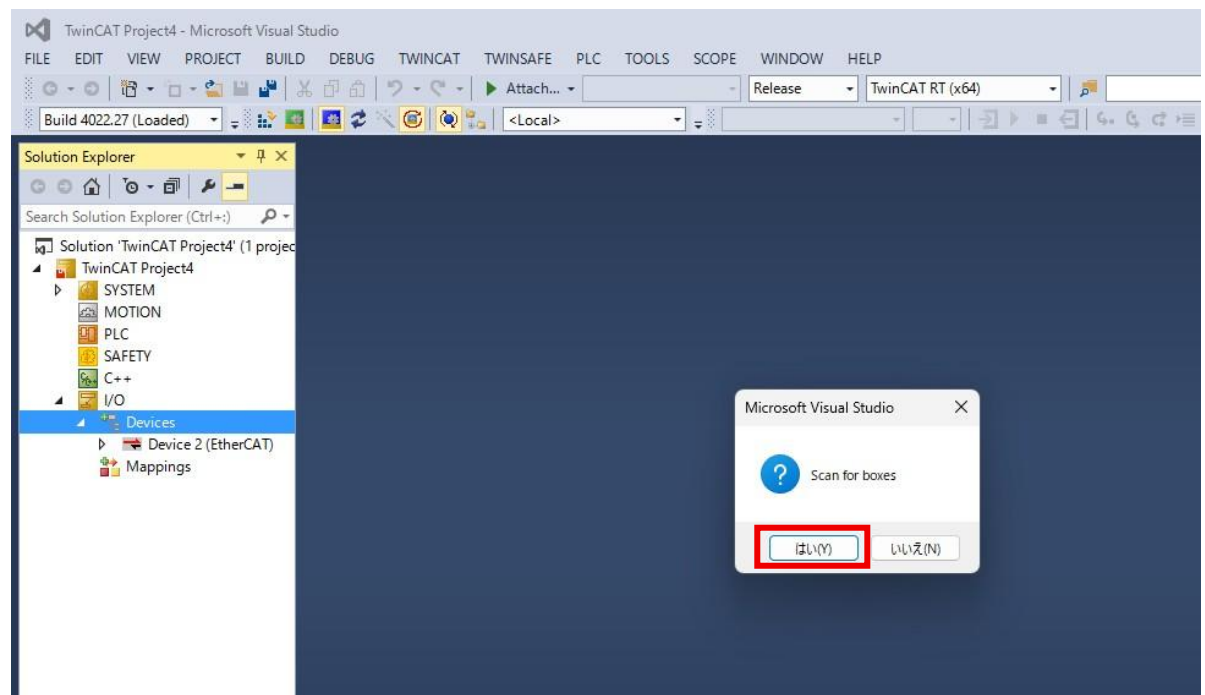 TwinCAT Project4 - Microsoft Visual Studio
FILE EDIT VIEW PROJECT BUILD DEBUG TWINCAT TWINSAFE PLC TOOLS SCOPE WINDOW HELP
Attach... Release TwinCAT RT (x64)
Build 4022.27 (Loaded) <Local>
Solution Explorer
Search Solution Explorer (Ctrl+:)
Solution 'TwinCAT Project4' (1 projec
TwinCAT Project4
SYSTEM
MOTION
PLC
SAFETY
C++
I/O
Devices
Device 2 (EtherCAT)
Mappings
Microsoft Visual Studio
Scan for boxes
はい(Y) いいえ(N)